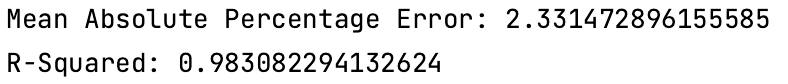 Mean Absolute Percentage Error: 2.331472896155585
R-Squared: 0.983082294132624